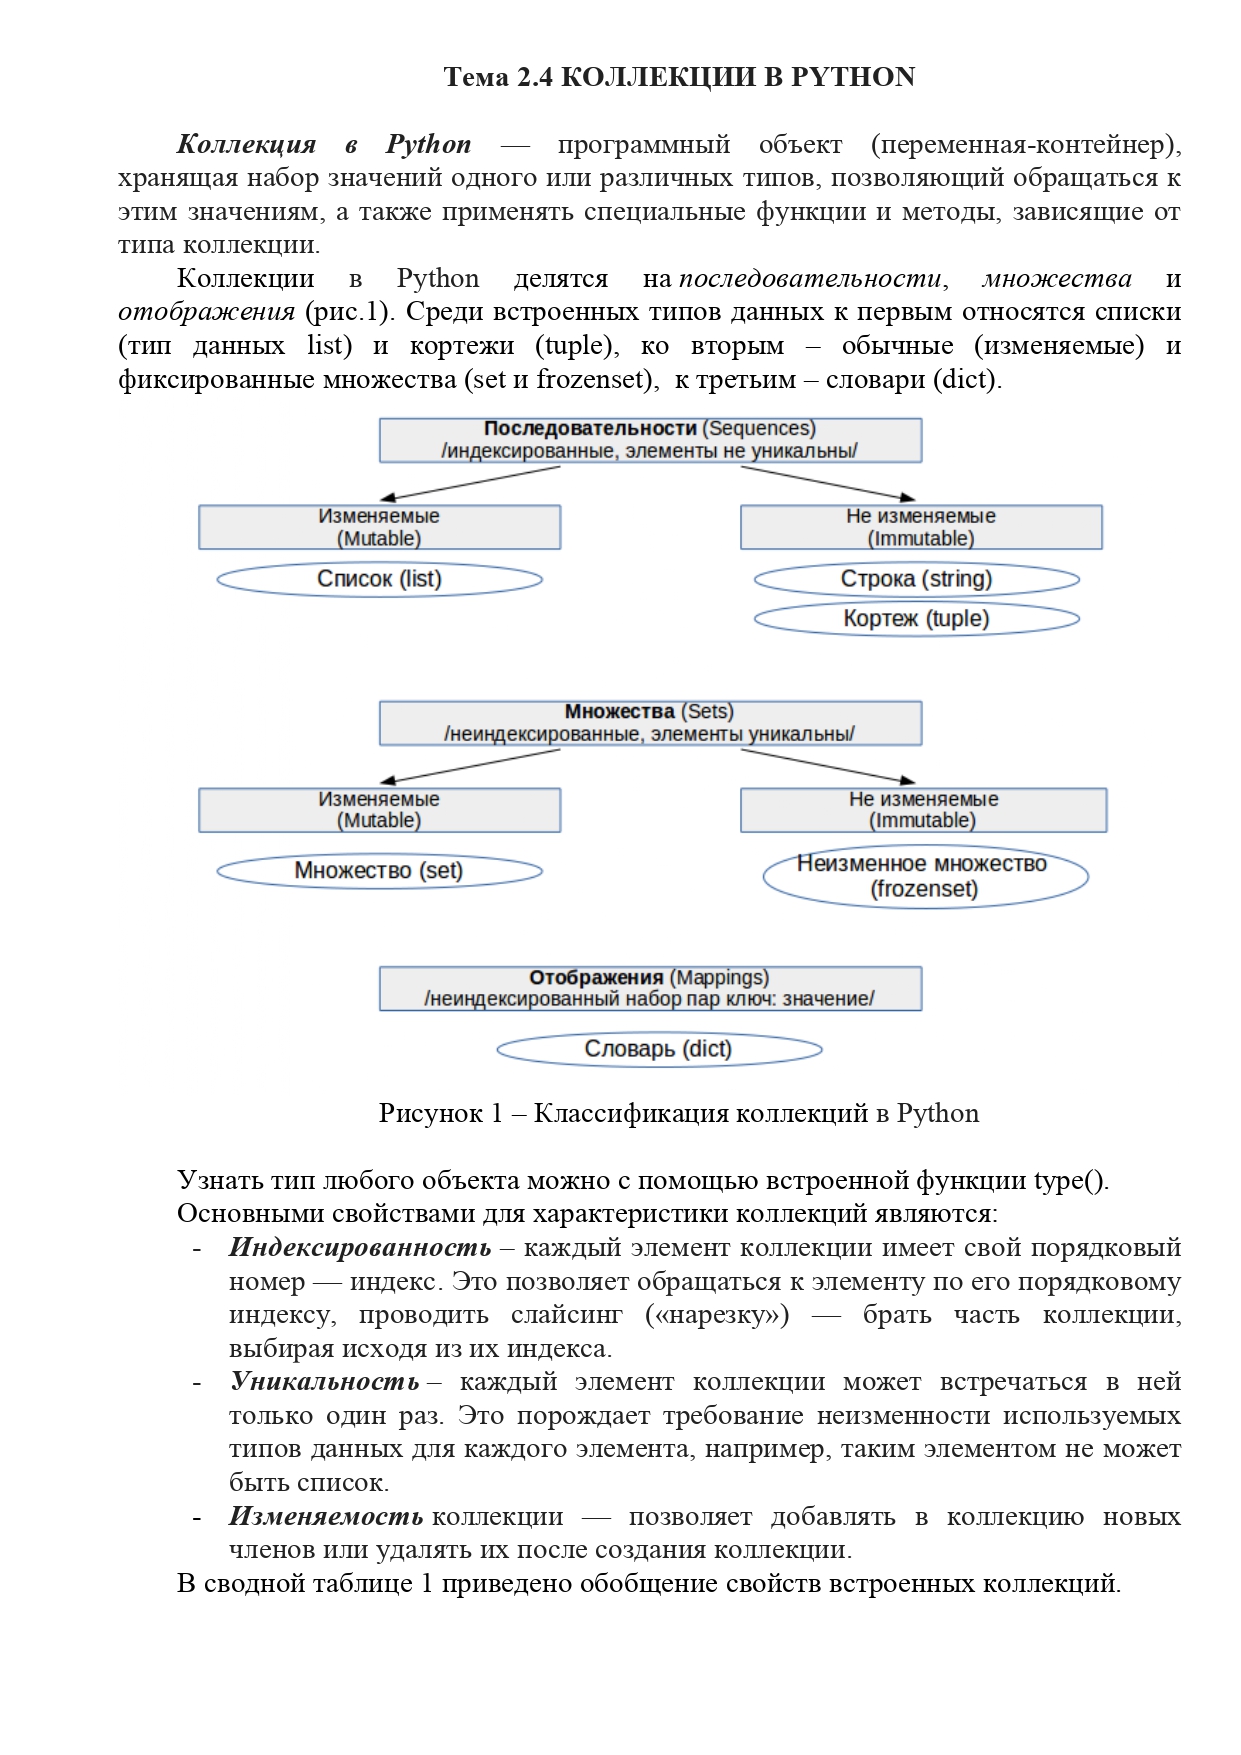 Тема 2.4 КОЛЛЕКЦИИ В PYTHON
Коллекция в Python — программный объект (переменная-контейнер),
хранящая набор значений одного или различных типов, позволяющий обращаться к
этим значениям, а также применять специальные функции и методы, зависящие от
типа коллекции.
Коллекции в Python делятся на последовательности, множества и
отображения (рис.1). Среди встроенных типов данных к первым относятся списки
(тип данных list) и кортежи (tuple), ко вторым – обычные (изменяемые) и
фиксированные множества (set и frozenset), к третьим – словари (dict).
Последовательности (Sequences)
/индексированные, элементы не уникальны/
Изменяемые
(Mutable)
Не изменяемые
(Immutable)
Список (list)
Строка (string)
Кортеж (tuple)
Множества (Sets)
/неиндексированные, элементы уникальны/
Изменяемые
(Mutable)
Не изменяемые
(Immutable)
Множество (set)
Неизменное множество
(frozenset)
Отображения (Mappings)
/неиндексированный набор пар ключ: значение/
Словарь (dict)
Рисунок 1 – Классификация коллекций в Python
Узнать тип любого объекта можно с помощью встроенной функции type().
Основными свойствами для характеристики коллекций являются:
- Индексированность – каждый элемент коллекции имеет свой порядковый
номер — индекс. Это позволяет обращаться к элементу по его порядковому
индексу, проводить слайсинг («нарезку») — брать часть коллекции,
выбирая исходя из их индекса.
- Уникальность – каждый элемент коллекции может встречаться в ней
только один раз. Это порождает требование неизменности используемых
типов данных для каждого элемента, например, таким элементом не может
быть список.
- Изменяемость коллекции — позволяет добавлять в коллекцию новых
членов или удалять их после создания коллекции.
В сводной таблице 1 приведено обобщение свойств встроенных коллекций.